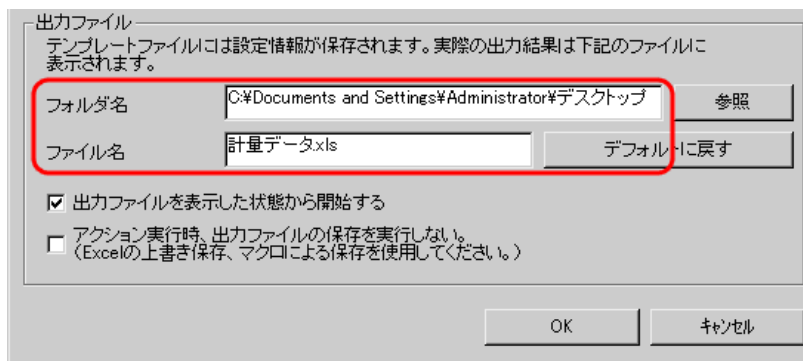 出力ファイル
テンプレートファイルには設定情報が保存されます。実際の出力結果は下記のファイルに
表示されます。
フォルダ名
C:¥Documents and Settings¥Administrator¥デスクトップ
参照
ファイル名
計量データ.xls
デフォルトに戻す
出力ファイルを表示した状態から開始する
アクション実行時、出力ファイルの保存を実行しない。
(Excelの上書き保存、マクロによる保存を使用してください。)
OK
キャンセル